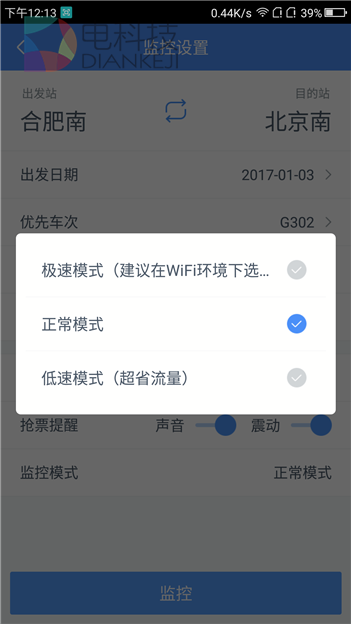 下午12:13
0.44K/s
39%
电科技
DIANKEJI
监控设置
出发站
目的站
合肥南
北京南
出发日期
2017-01-03
优先车次
G302
极速模式（建议在WiFi环境下选...
正常模式
低速模式（超省流量）
抢票提醒
声音
震动
监控模式
正常模式
监控